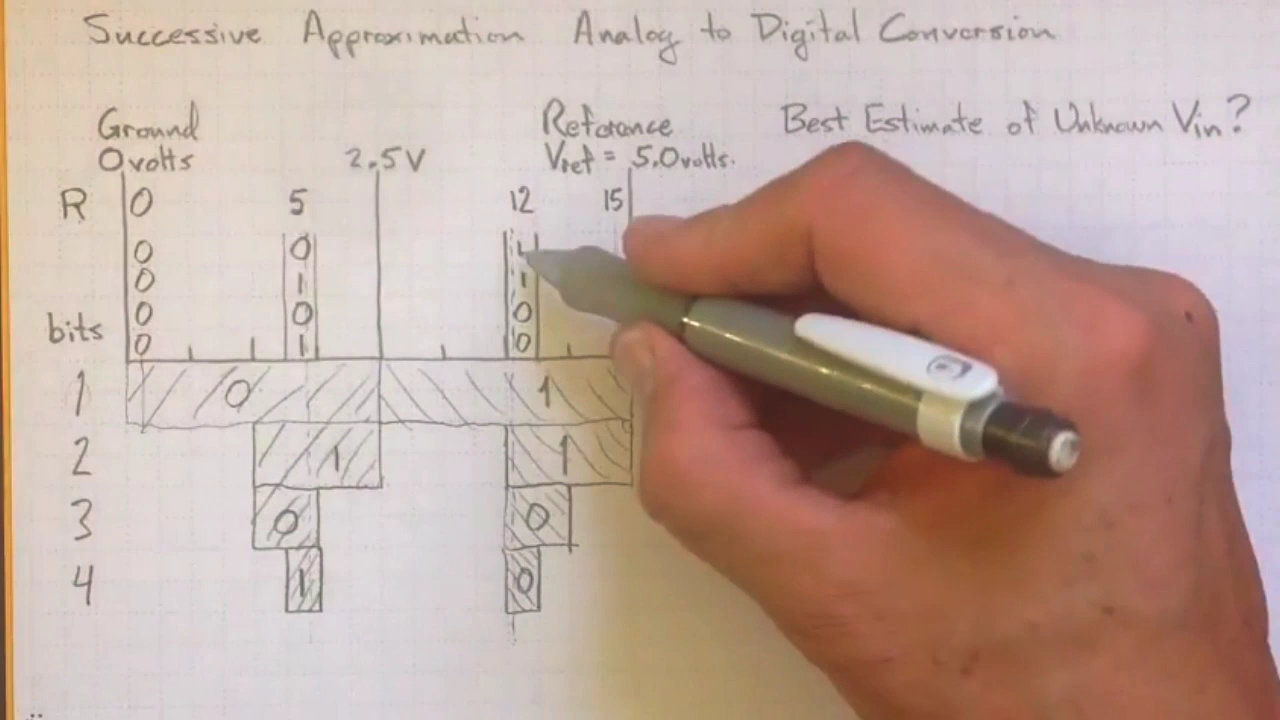 Successive Approximation Analog to Digital Conversion
Ground Reference Best Estimate of Unknown Vin?
0 volts 2.5V Vref = 5.0 volts.
R 0 5 12 15
0 0 1
0 1 1
0 0 0
bits 0 1 0
1 0 1
2 1 1
3 0 0
4 1 0